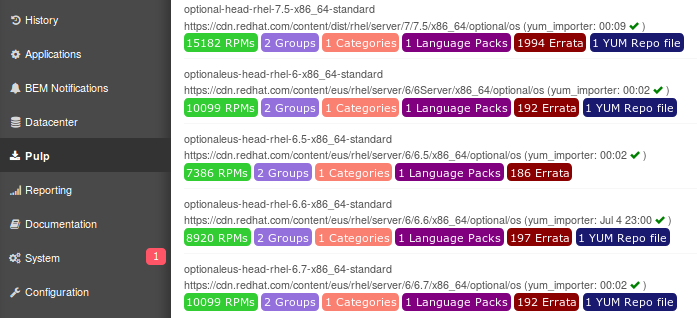 History
Applications
BEM Notifications
Datacenter
Pulp
Reporting
Documentation
System 1
Configuration
optional-head-rhel-7.5-x86_64-standard
https://cdn.redhat.com/content/dist/rhel/server/7/7.5/x86_64/optional/os (yum_importer: 00:09 ✔ )
15182 RPMs 2 Groups 1 Categories 1 Language Packs 1994 Errata 1 YUM Repo file
optionaleus-head-rhel-6-x86_64-standard
https://cdn.redhat.com/content/eus/rhel/server/6/6Server/x86_64/optional/os (yum_importer: 00:02 ✔ )
10099 RPMs 2 Groups 1 Categories 1 Language Packs 192 Errata 1 YUM Repo file
optionaleus-head-rhel-6.5-x86_64-standard
https://cdn.redhat.com/content/eus/rhel/server/6/6.5/x86_64/optional/os (yum_importer: 00:02 ✔ )
7386 RPMs 2 Groups 1 Categories 1 Language Packs 186 Errata
optionaleus-head-rhel-6.6-x86_64-standard
https://cdn.redhat.com/content/eus/rhel/server/6/6.6/x86_64/optional/os (yum_importer: Jul 4 23:00 ✔ )
8920 RPMs 2 Groups 1 Categories 1 Language Packs 197 Errata 1 YUM Repo file
optionaleus-head-rhel-6.7-x86_64-standard
https://cdn.redhat.com/content/eus/rhel/server/6/6.7/x86_64/optional/os (yum_importer: 00:02 ✔ )
10099 RPMs 2 Groups 1 Categories 1 Language Packs 192 Errata 1 YUM Repo file